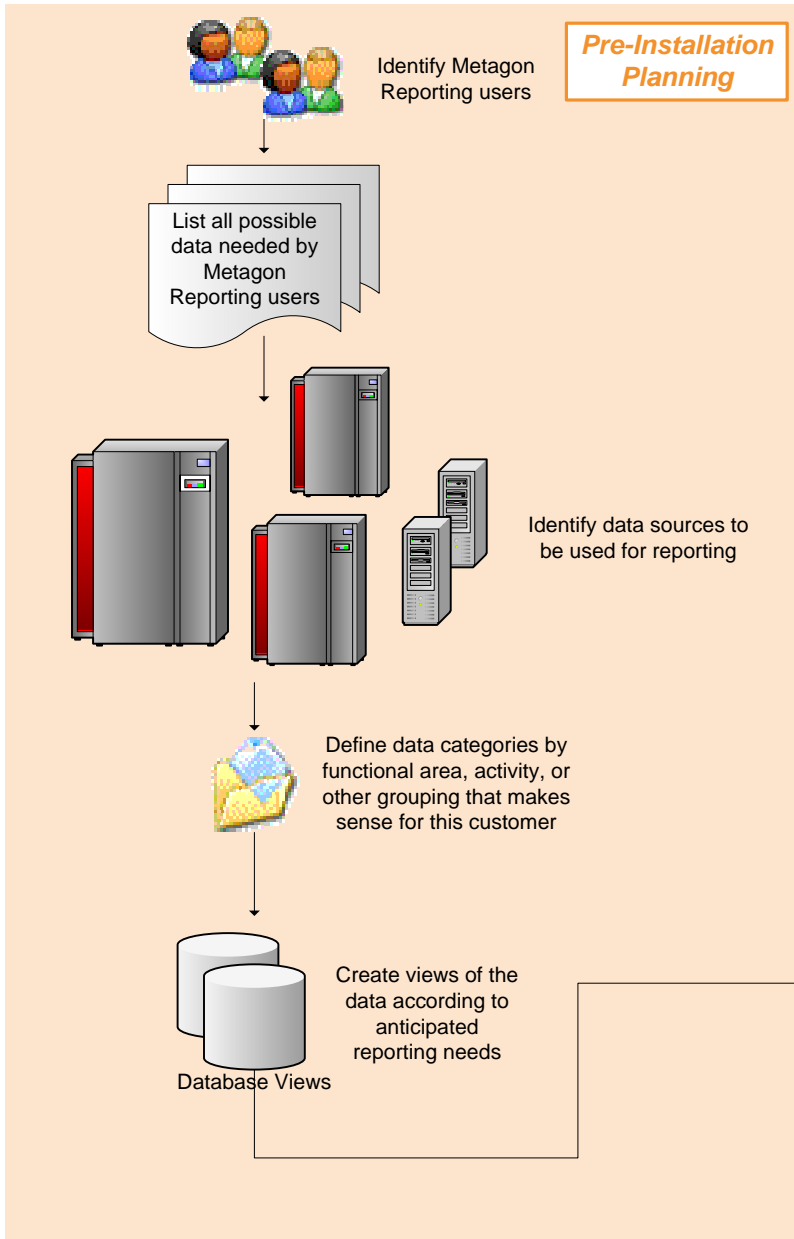 Pre-Installation
Planning
Identify Metagon
Reporting users
List all possible
data needed by
Metagon
Reporting users
Identify data sources to
be used for reporting
Define data categories by
functional area, activity, or
other grouping that makes
sense for this customer
Create views of the
data according to
anticipated
reporting needs
Database Views